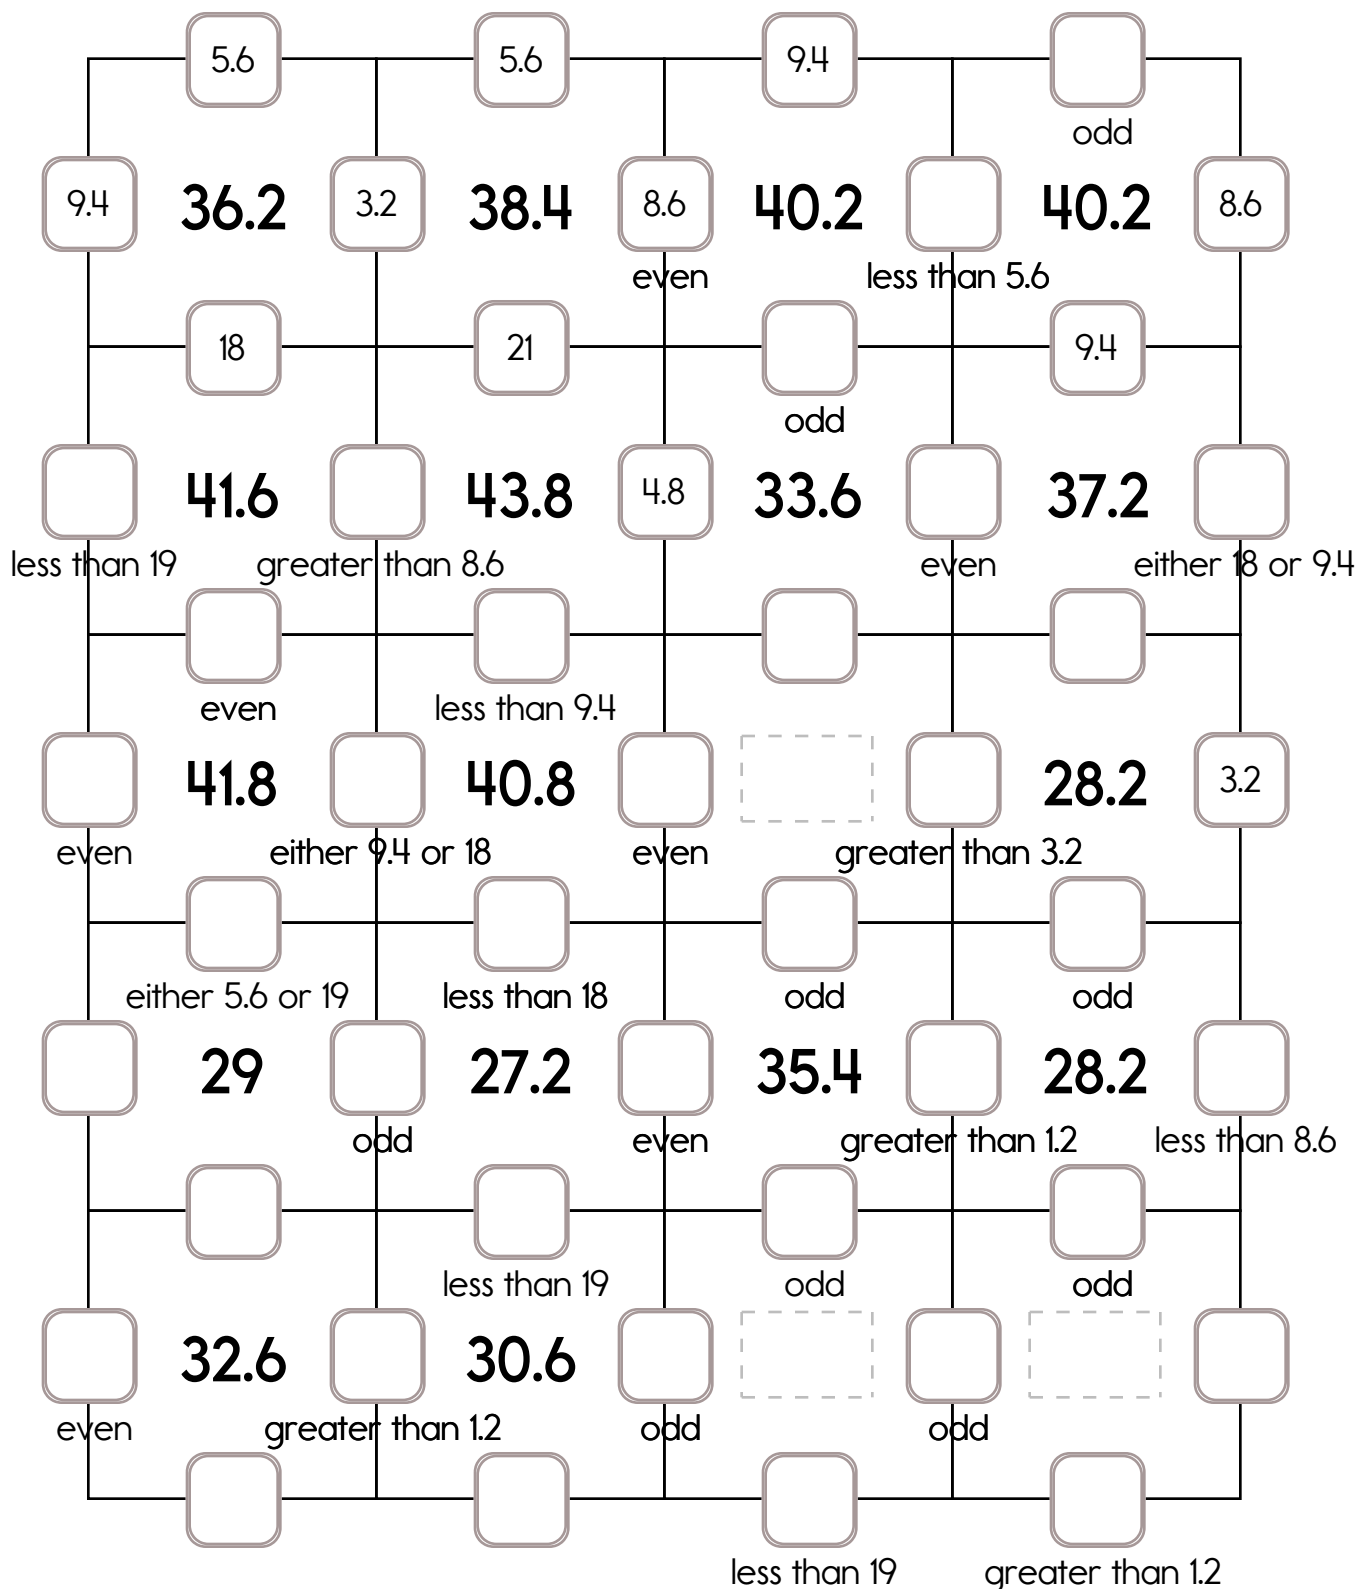 5.6 5.6 9.4
odd
9.4 36.2 3.2 38.4 8.6 40.2 40.2 8.6
even less than 5.6
18 21 9.4
odd
41.6 43.8 4.8 33.6 37.2
less than 19 greater than 8.6 even either 18 or 9.4
even less than 9.4
41.8 40.8 28.2 3.2
even either 9.4 or 18 even greater than 3.2
either 5.6 or 19 less than 18 odd odd
29 27.2 35.4 28.2
odd even greater than 1.2 less than 8.6
less than 19 odd odd
32.6 30.6
even greater than 1.2 odd odd
less than 19 greater than 1.2